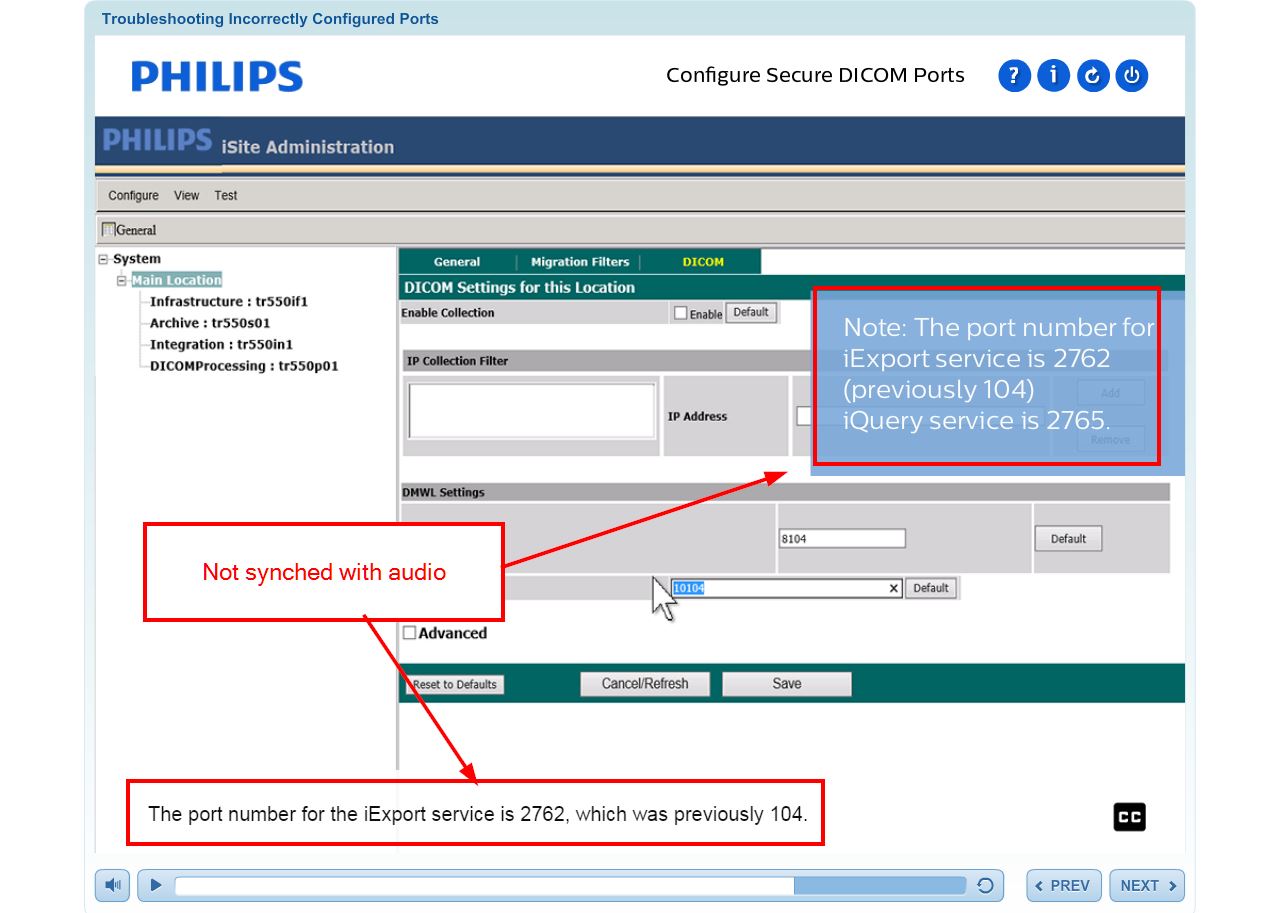 Troubleshooting Incorrectly Configured Ports
PHILIPS
Configure Secure DICOM Ports
? i
PHILIPS iSite Administration
Configure View Test
General
System
Main Location
Infrastructure : tr550if1
Archive : tr550s01
Integration : tr550in1
DICOMProcessing : tr550p01
General | Migration Filters | DICOM
DICOM Settings for this Location
Enable Collection Enable Default
IP Collection Filter
IP Address
Add
Remove
Note: The port number for
iExport service is 2762
(previously 104)
iQuery service is 2765.
DMWL Settings
8104 Default
10104 x Default
Not synched with audio
Advanced
Reset to Defaults Cancel/Refresh Save
The port number for the iExport service is 2762, which was previously 104.
CC
< PREV NEXT >